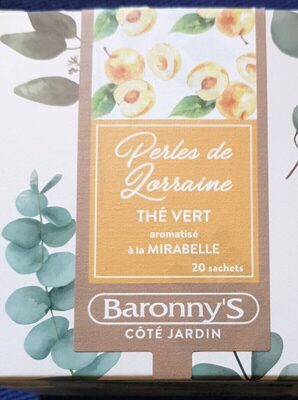 Perles de
Lorraine
THÉ VERT
aromatisé
à la MIRABELLE
20 sachets
Baronny'S
CÔTÉ JARDIN